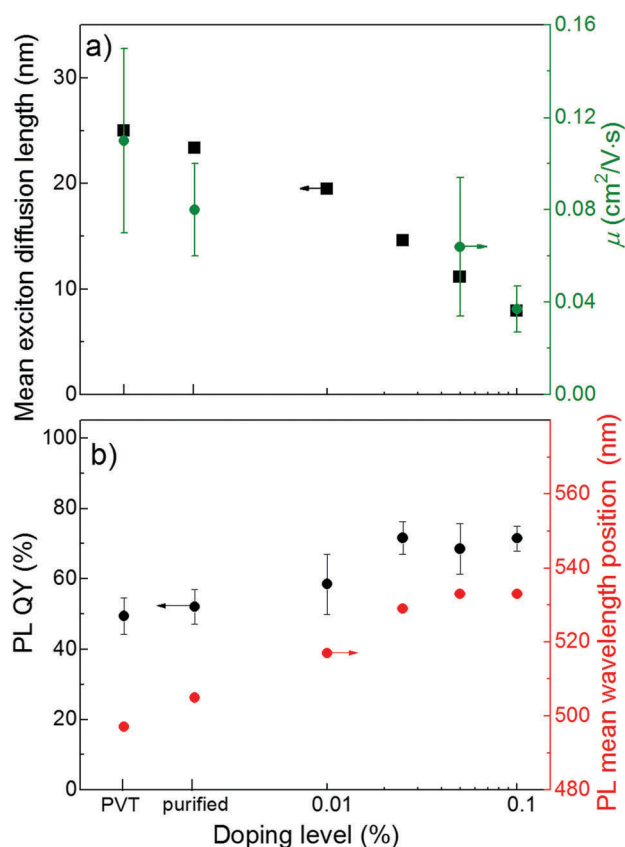 a)
Mean exciton diffusion length (nm)
30
20
10
0
0.16
0.12
0.08
0.04
0.00
μ (cm²/V·s)
b)
PL QY (%)
100
80
60
40
20
0
560
540
520
500
480
PL mean wavelength position (nm)
PVT purified 0.01 0.1
Doping level (%)